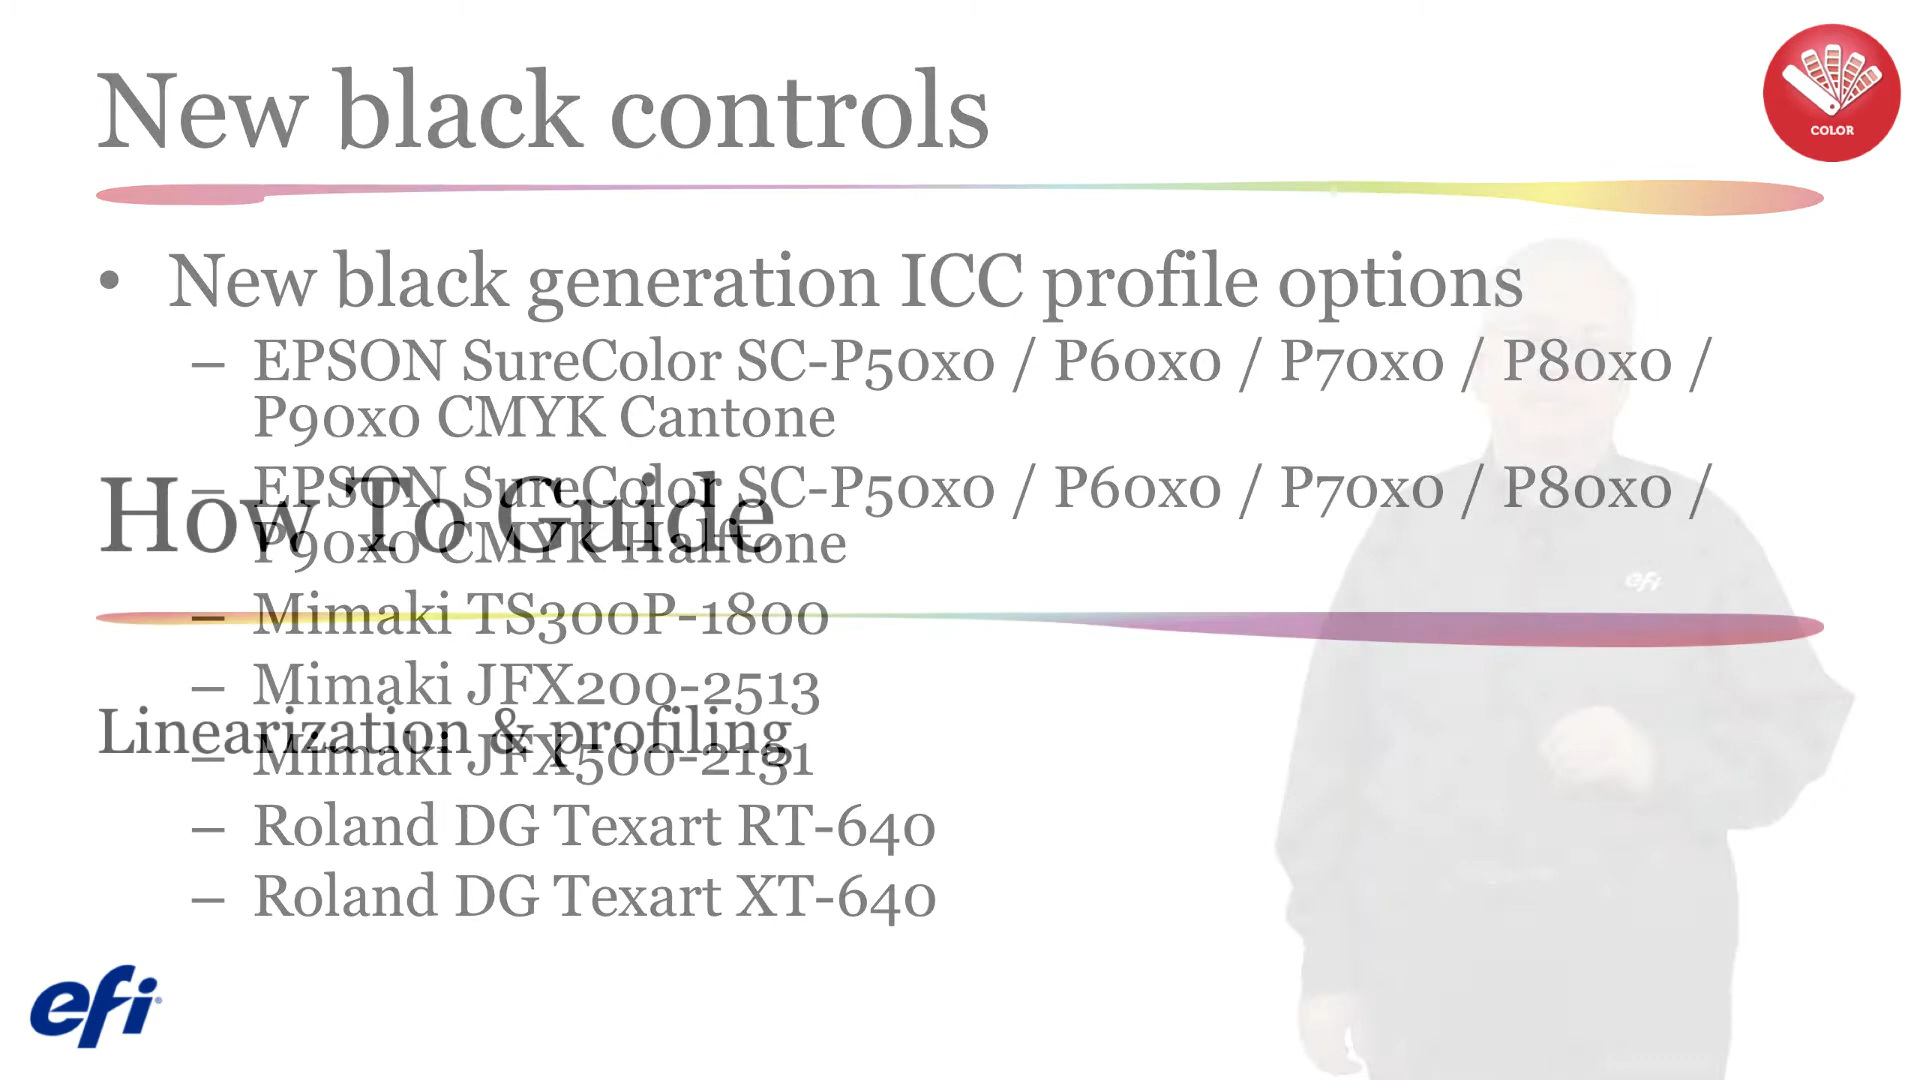 New black controls
COLOR
• New black generation ICC profile options
– EPSON SureColor SC-P50x0 / P60x0 / P70x0 / P80x0 /
P90x0 CMYK Cantone
– EPSON SureColor SC-P50x0 / P60x0 / P70x0 / P80x0 /
P90x0 CMYK Halftone
How To Guide
– Mimaki TS300P-1800
– Mimaki JFX200-2513
Linearization & profiling
– Mimaki JFX500-2131
– Roland DG Texart RT-640
– Roland DG Texart XT-640
efi
efi